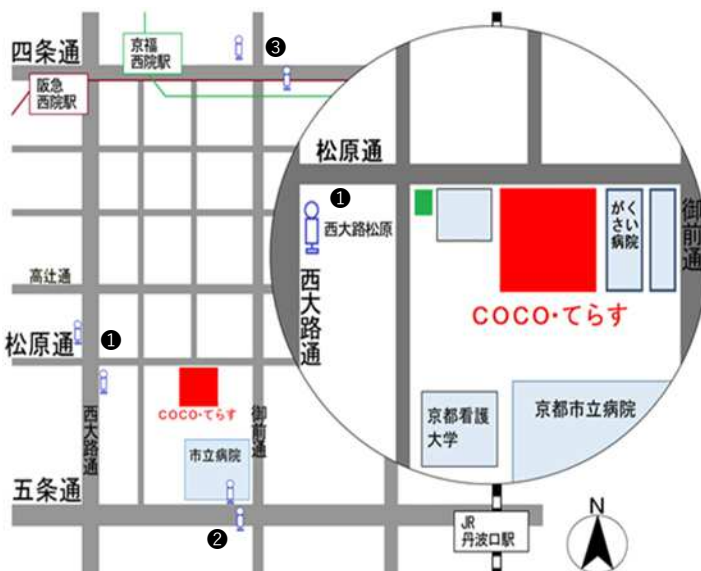 四条通
京福
西院駅
❸
阪急
西院駅
松原通
❶
西大路松原
西大路通
がくさい
病院
御前通
COCO・てらす
京都看護
大学
京都市立病院
高辻通
松原通
❶
西大路通
COCO・てらす
御前通
市立病院
五条通
❷
JR
丹波口駅
N